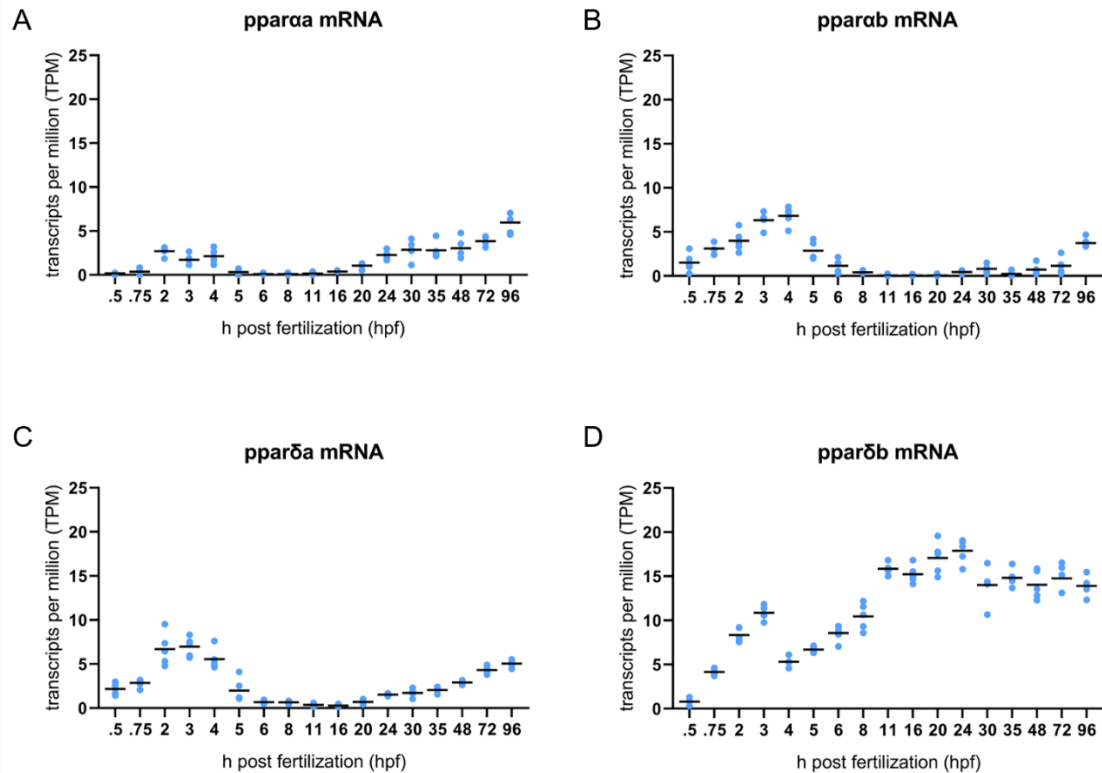 A
pparαa mRNA
transcripts per million (TPM)
25
20
15
10
5
0
.5 .75 2 3 4 5 6 8 11 16 20 24 30 35 48 72 96
h post fertilization (hpf)
B
pparαb mRNA
transcripts per million (TPM)
25
20
15
10
5
0
.5 .75 2 3 4 5 6 8 11 16 20 24 30 35 48 72 96
h post fertilization (hpf)
C
pparδa mRNA
transcripts per million (TPM)
25
20
15
10
5
0
.5 .75 2 3 4 5 6 8 11 16 20 24 30 35 48 72 96
h post fertilization (hpf)
D
pparδb mRNA
transcripts per million (TPM)
25
20
15
10
5
0
.5 .75 2 3 4 5 6 8 11 16 20 24 30 35 48 72 96
h post fertilization (hpf)